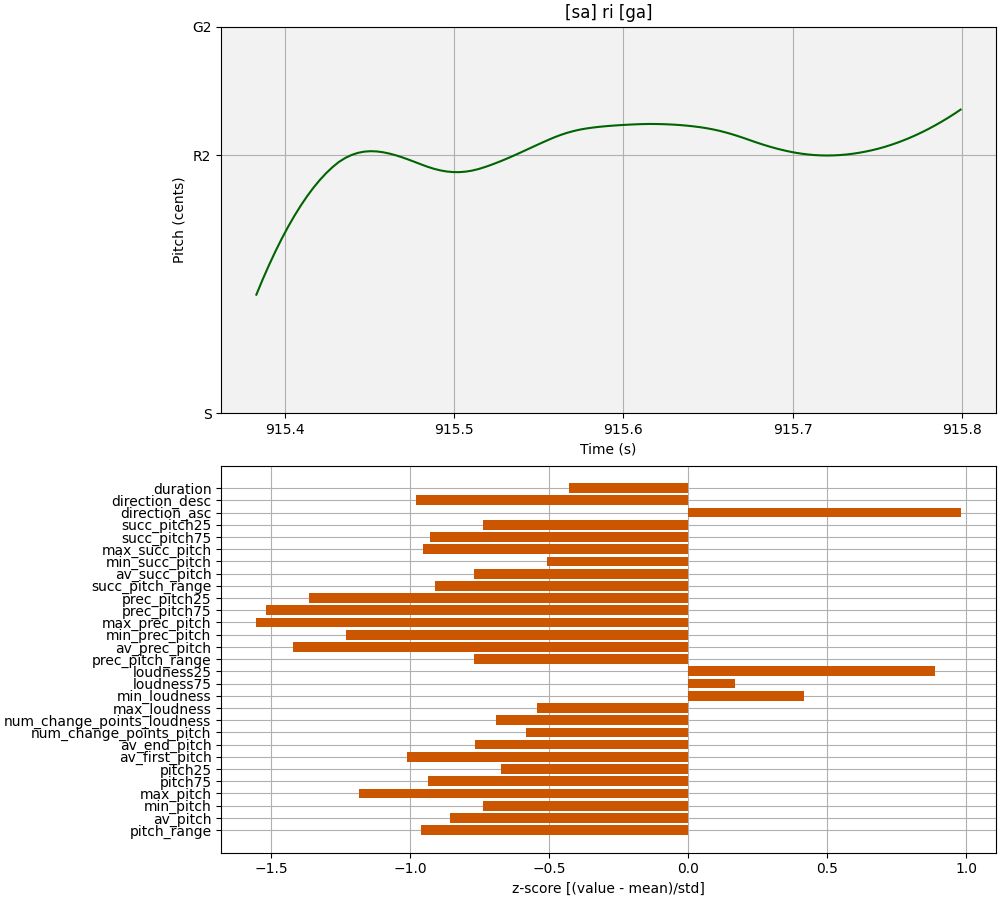 [sa] ri [ga]
G2
R2
S
Pitch (cents)
915.4 915.5 915.6 915.7 915.8
Time (s)
duration
direction_desc
direction_asc
succ_pitch25
succ_pitch75
max_succ_pitch
min_succ_pitch
av_succ_pitch
succ_pitch_range
prec_pitch25
prec_pitch75
max_prec_pitch
min_prec_pitch
av_prec_pitch
prec_pitch_range
loudness25
loudness75
min_loudness
max_loudness
num_change_points_loudness
num_change_points_pitch
av_end_pitch
av_first_pitch
pitch25
pitch75
max_pitch
min_pitch
av_pitch
pitch_range
−1.5 −1.0 −0.5 0.0 0.5 1.0
z-score [(value - mean)/std]